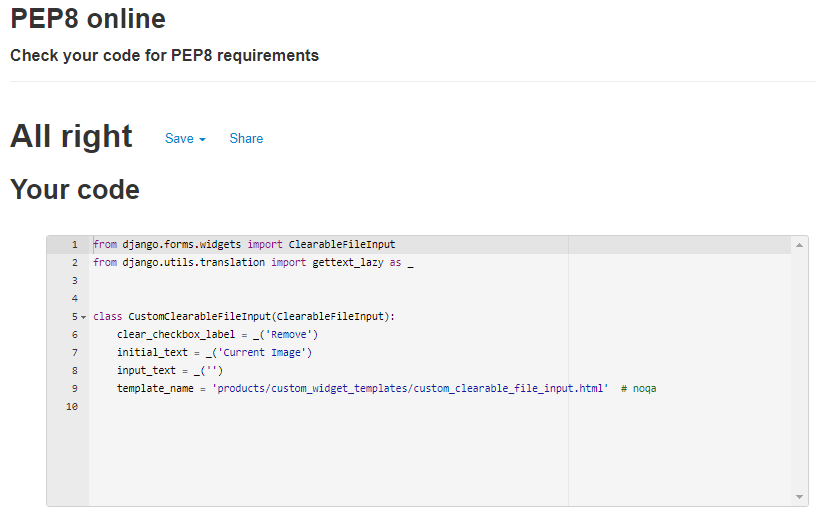 PEP8 online
Check your code for PEP8 requirements
All right Save Share
Your code
1 from django.forms.widgets import ClearableFileInput
2 from django.utils.translation import gettext_lazy as _
3
4
5 class CustomClearableFileInput(ClearableFileInput):
6 clear_checkbox_label = _('Remove')
7 initial_text = _('Current Image')
8 input_text = _('')
9 template_name = 'products/custom_widget_templates/custom_clearable_file_input.html'  # noqa
10